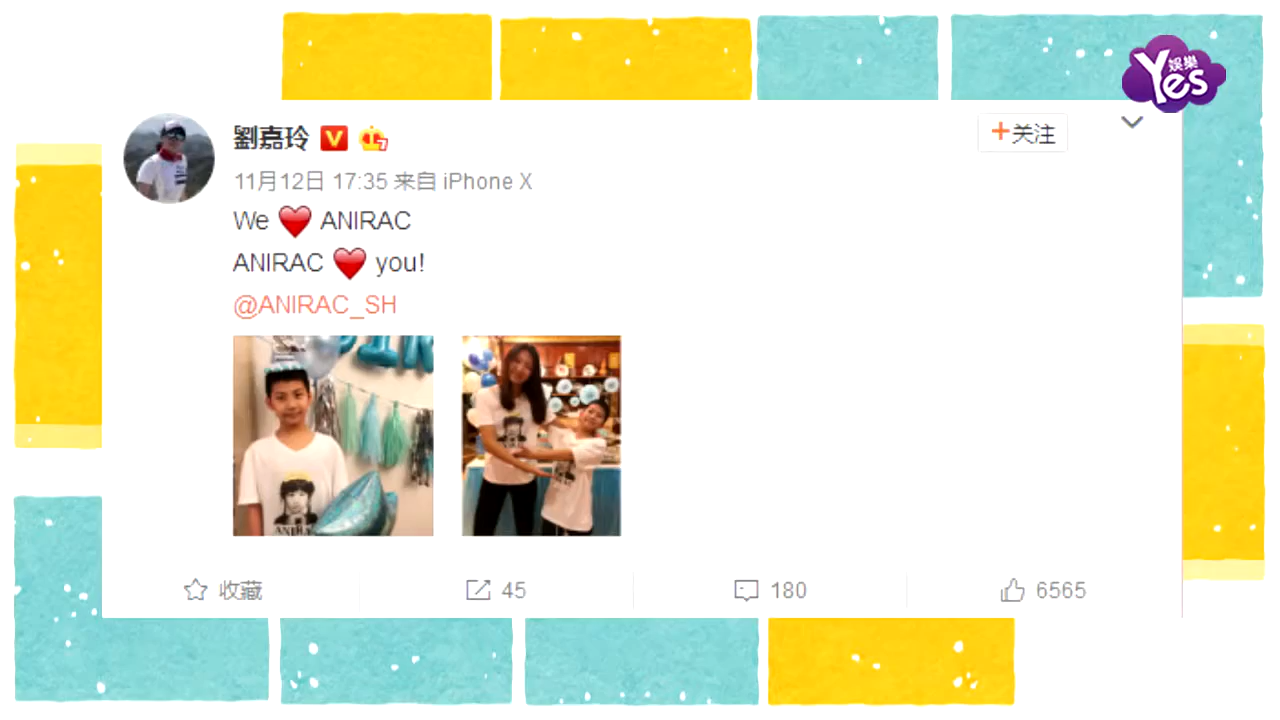 Yes
娛樂
劉嘉玲 V
+关注
11月12日 17:35 来自 iPhone X
We ❤ ANIRAC
ANIRAC ❤ you!
@ANIRAC_SH
ANIRAC
收藏
45
180
6565